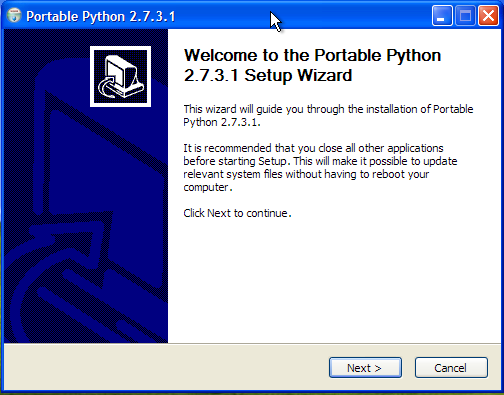 Portable Python 2.7.3.1
Welcome to the Portable Python
2.7.3.1 Setup Wizard
This wizard will guide you through the installation of Portable
Python 2.7.3.1.
It is recommended that you close all other applications
before starting Setup. This will make it possible to update
relevant system files without having to reboot your
computer.
Click Next to continue.
Next >
Cancel